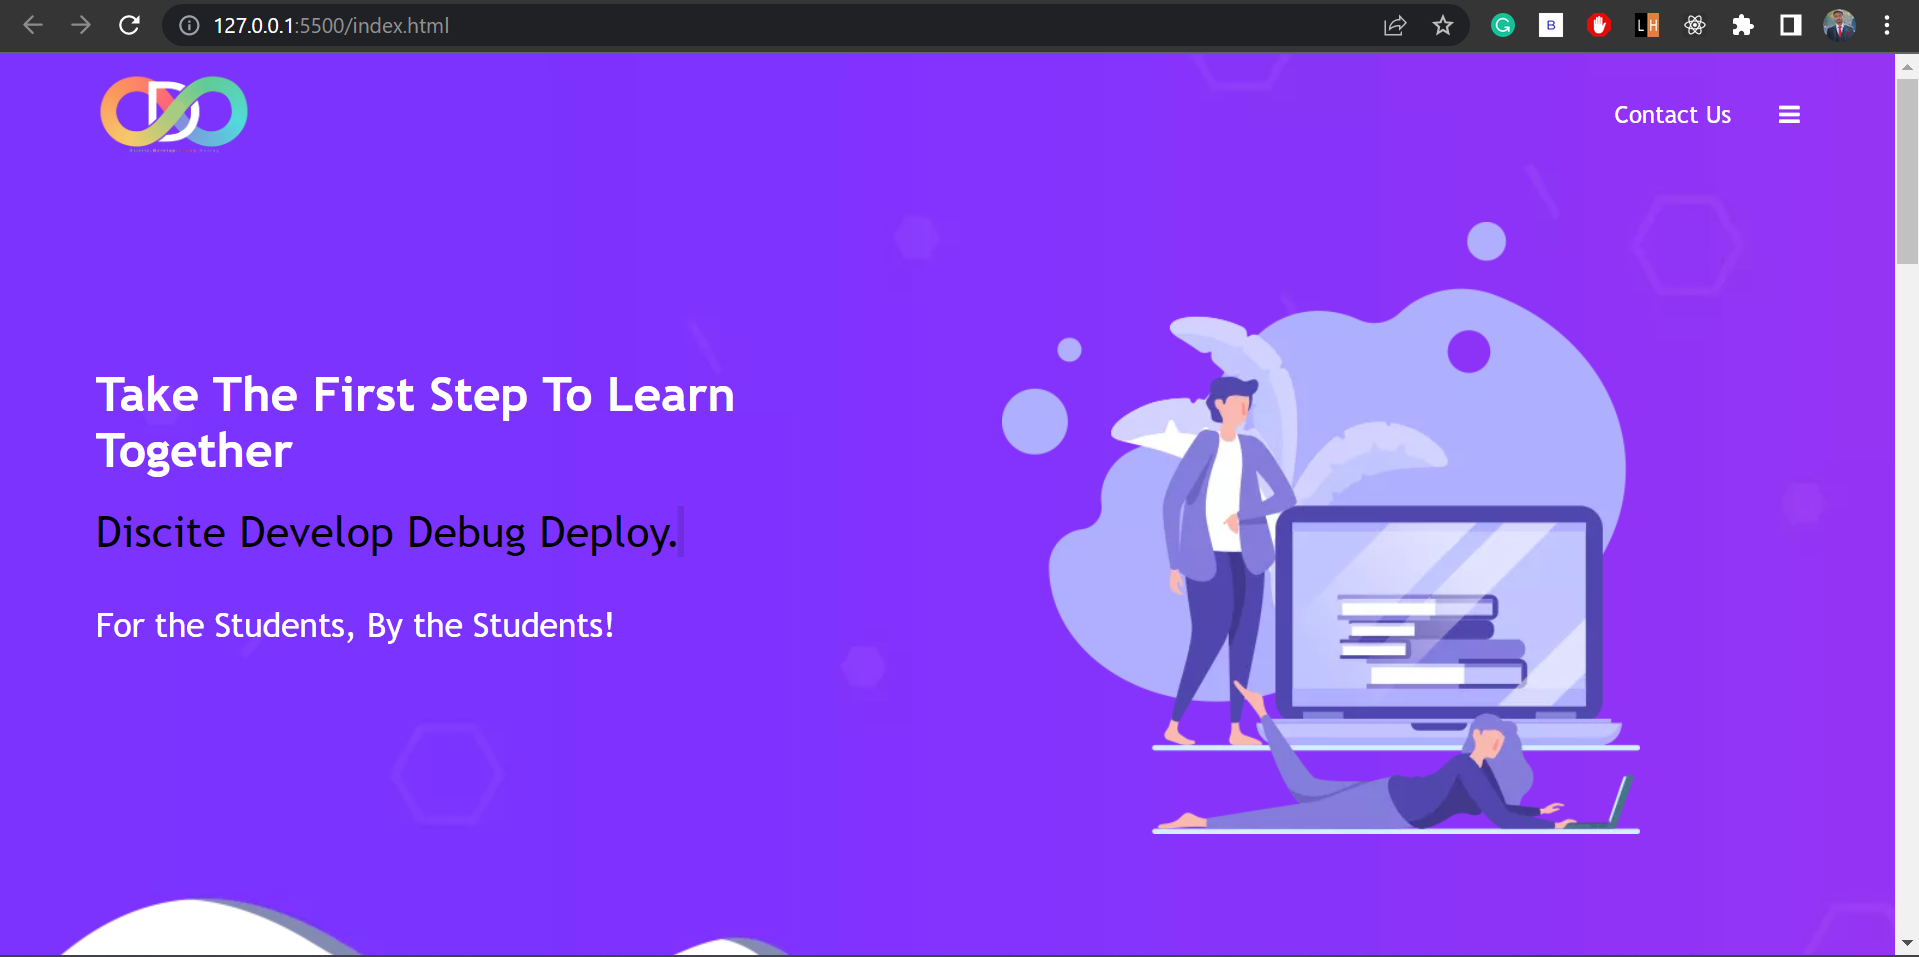 127.0.0.1:5500/index.html
Contact Us
Take The First Step To Learn
Together
Discite Develop Debug Deploy.
For the Students, By the Students!